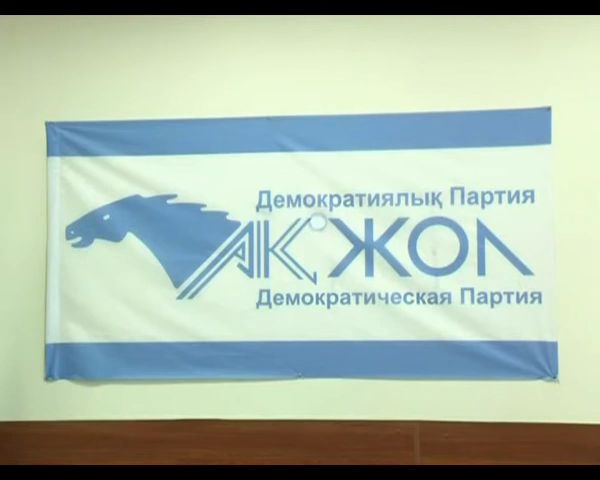 Демократиялық Партия
АҚ ЖОЛ
Демократическая Партия